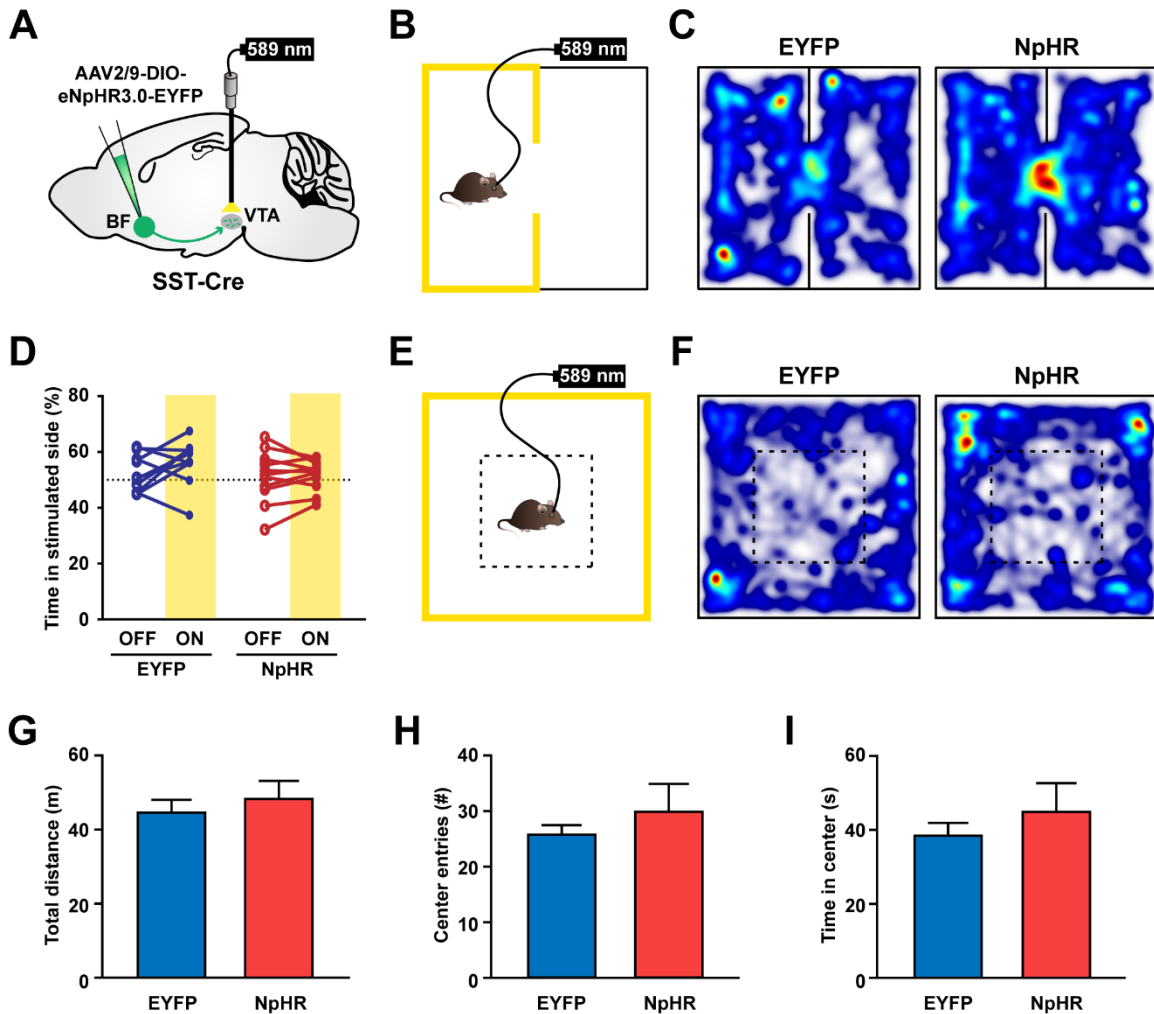 A
589 nm
AAV2/9-DIO-
eNpHR3.0-EYFP
BF
VTA
SST-Cre
B
589 nm
C
EYFP
NpHR
D
Time in stimulated side (%)
80
60
40
20
0
OFF ON OFF ON
EYFP NpHR
E
589 nm
F
EYFP
NpHR
G
Total distance (m)
60
40
20
0
EYFP NpHR
H
Center entries (#)
40
30
20
10
0
EYFP NpHR
I
Time in center (s)
60
40
20
0
EYFP NpHR